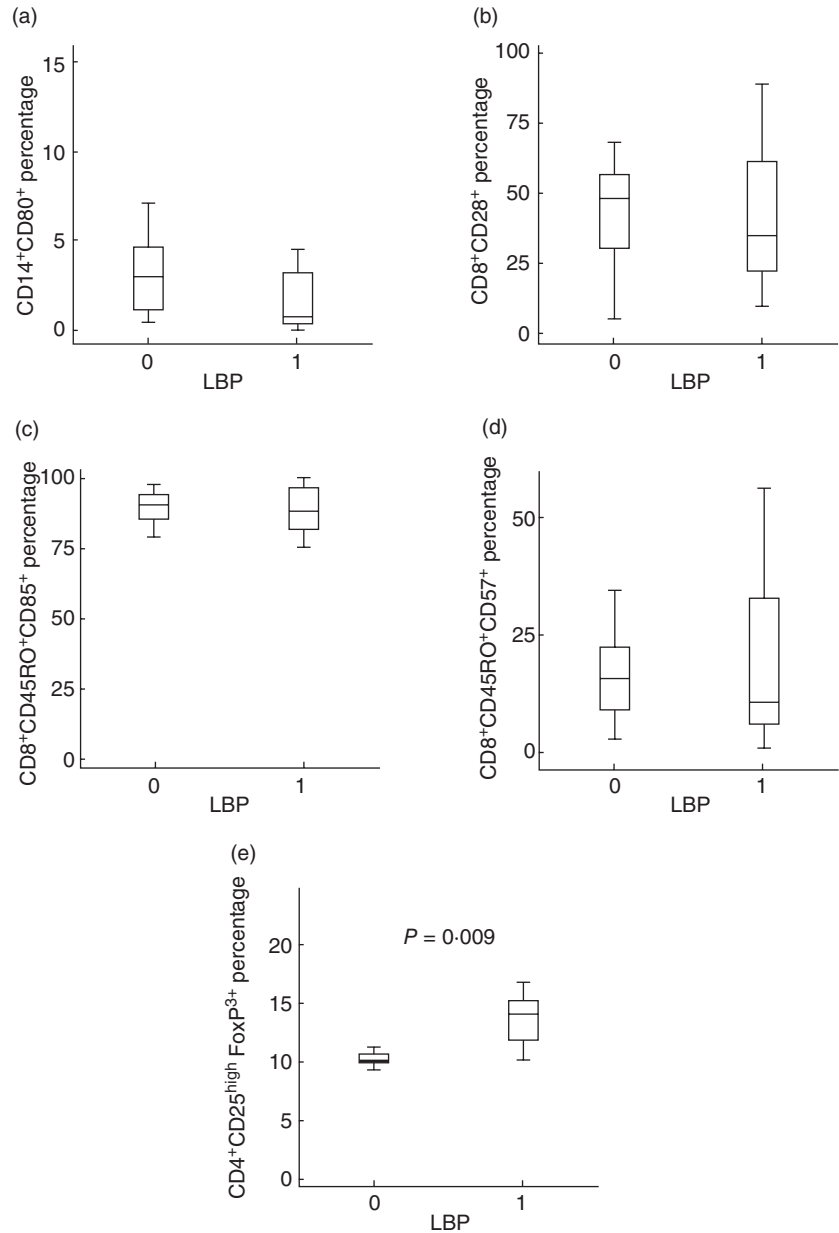 (a)
CD14⁺CD80⁺ percentage
15
10
5
0
0 1
LBP
(b)
CD8⁺CD28⁺ percentage
100
75
50
25
0
0 1
LBP
(c)
CD8⁺CD45RO⁺CD85⁺ percentage
100
75
50
25
0
0 1
LBP
(d)
CD8⁺CD45RO⁺CD57⁺ percentage
50
25
0
0 1
LBP
(e)
CD4⁺CD25ʰⁱᵍʰ FoxP³⁺ percentage
P = 0·009
20
15
10
5
0
0 1
LBP